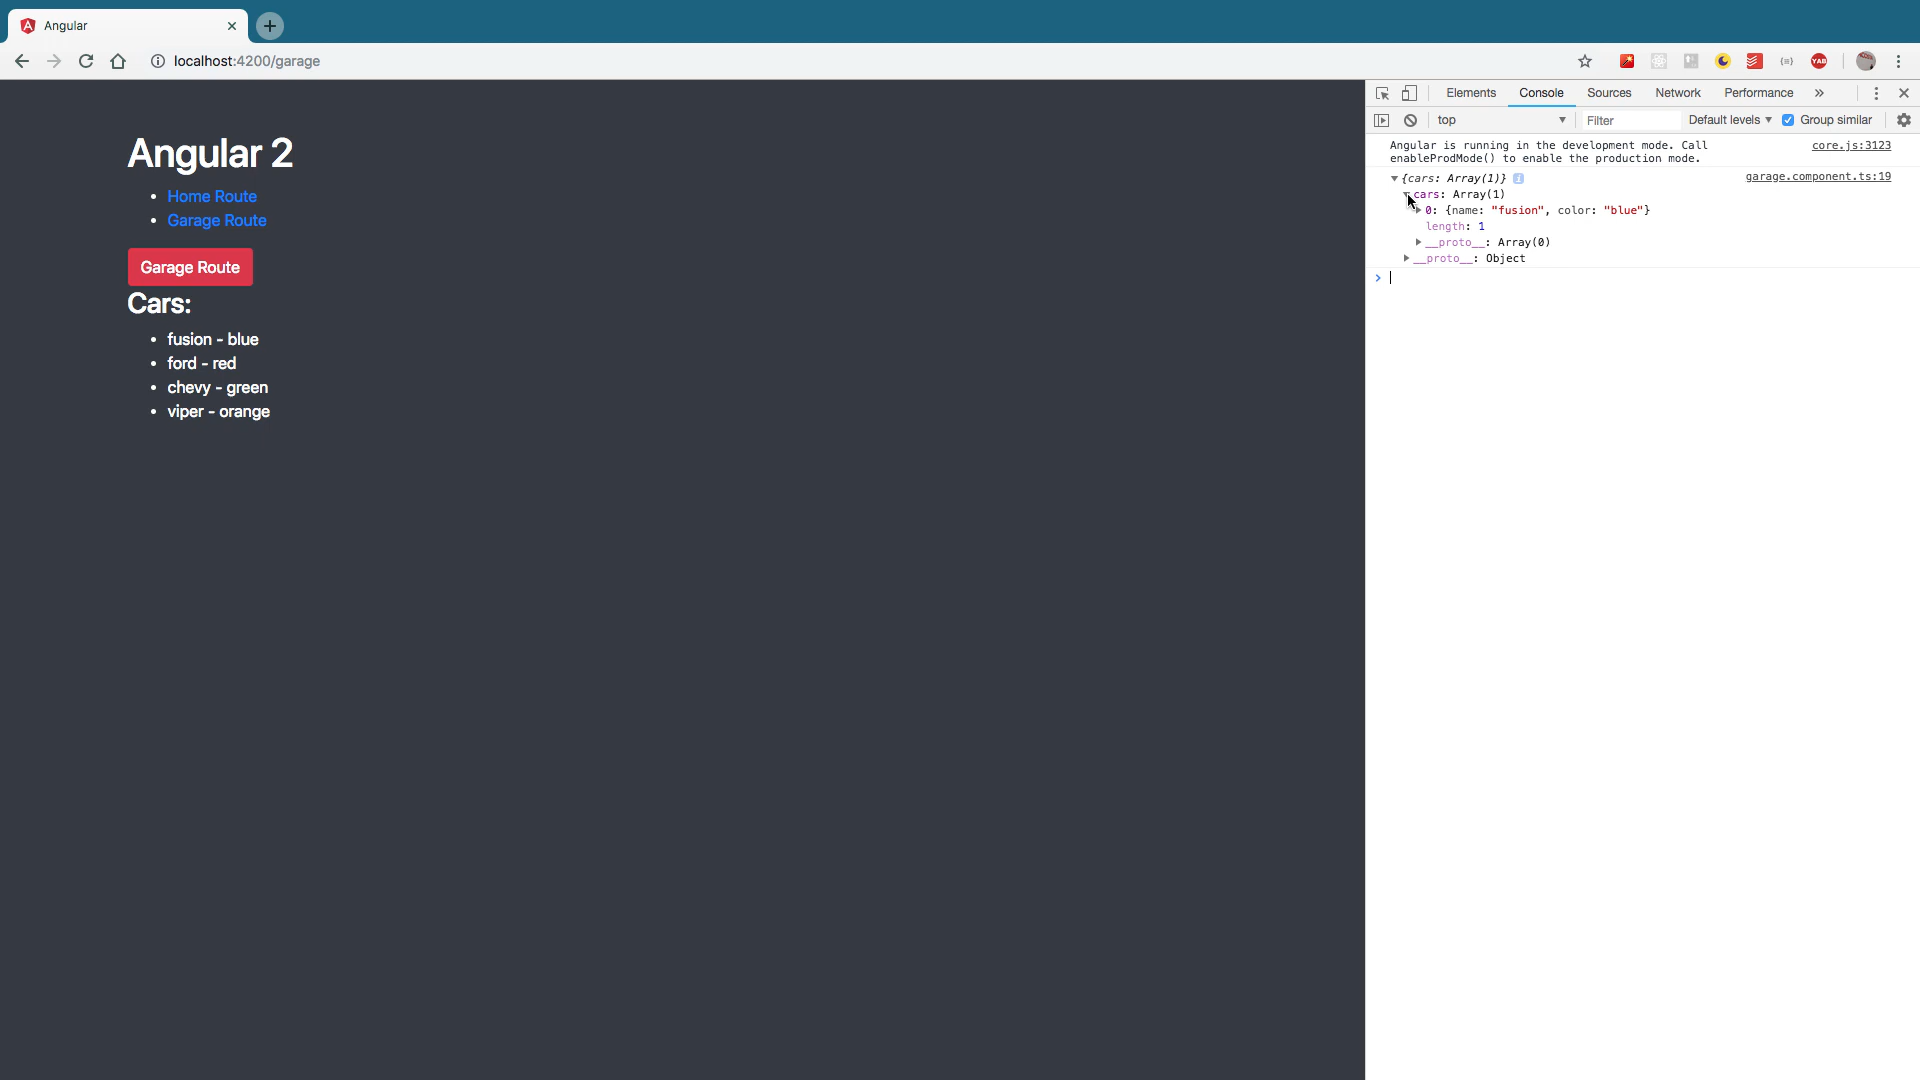 Angular
localhost:4200/garage
YAB
Angular 2
Home Route
Garage Route
Garage Route
Cars:
fusion - blue
ford - red
chevy - green
viper - orange
Elements Console Sources Network Performance »
top Filter Default levels Group similar
Angular is running in the development mode. Call core.js:3123
enableProdMode() to enable the production mode.
{cars: Array(1)} i garage.component.ts:19
cars: Array(1)
0: {name: "fusion", color: "blue"}
length: 1
__proto__: Array(0)
__proto__: Object